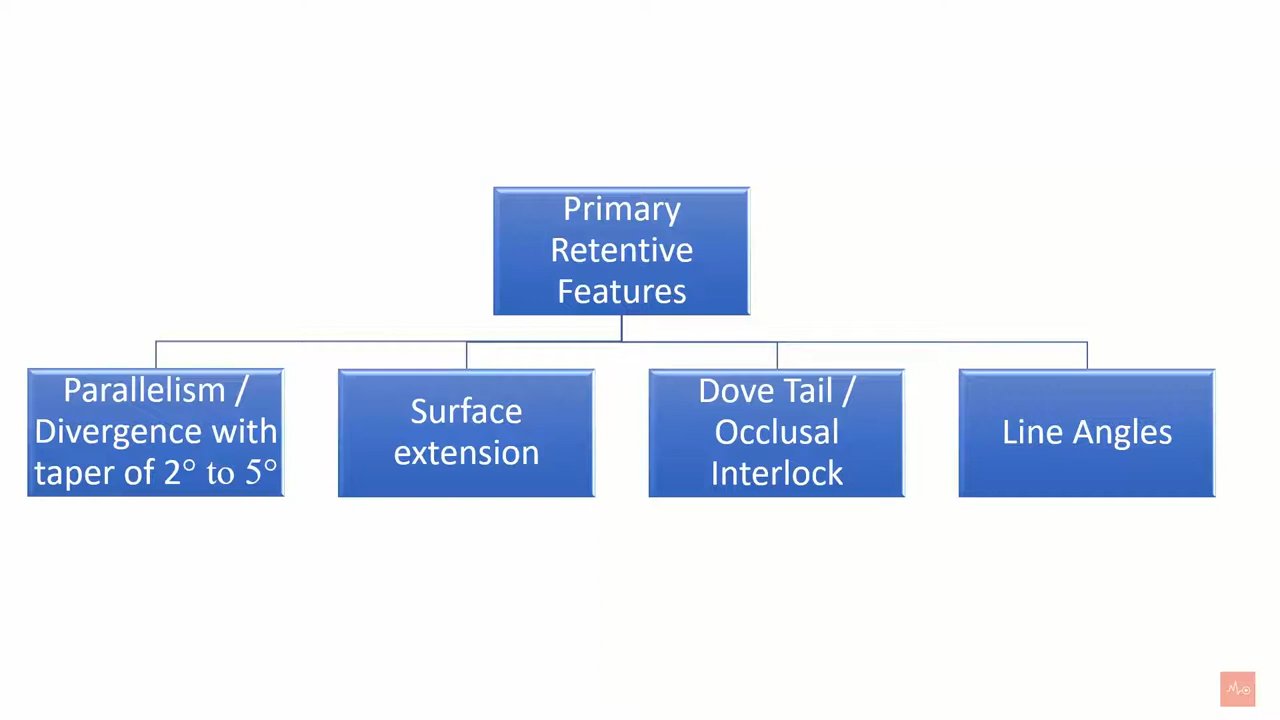 Primary
Retentive
Features
Parallelism /
Divergence with
taper of 2° to 5°
Surface
extension
Dove Tail /
Occlusal
Interlock
Line Angles